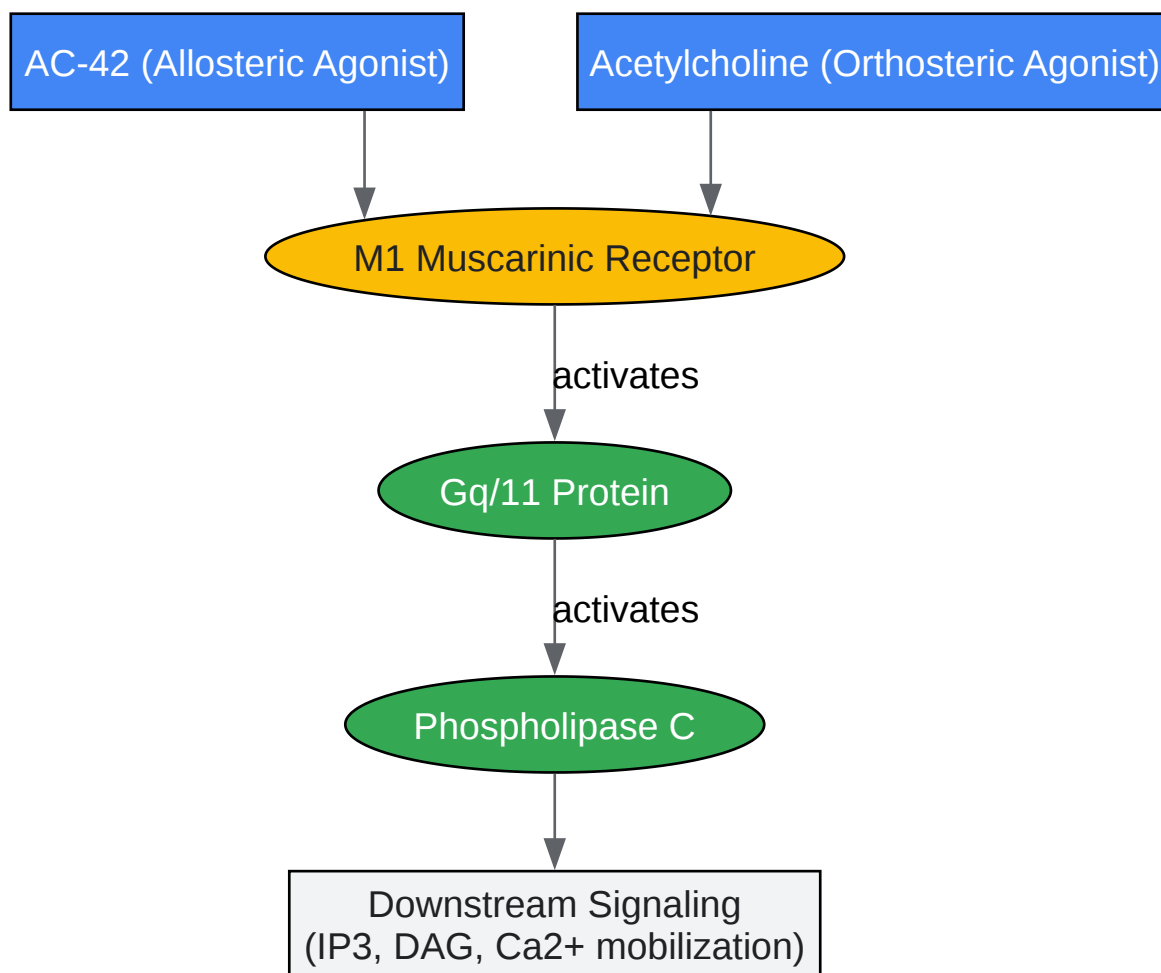 AC-42 (Allosteric Agonist)
Acetylcholine (Orthosteric Agonist)
M1 Muscarinic Receptor
activates
Gq/11 Protein
activates
Phospholipase C
Downstream Signaling
(IP3, DAG, Ca2+ mobilization)